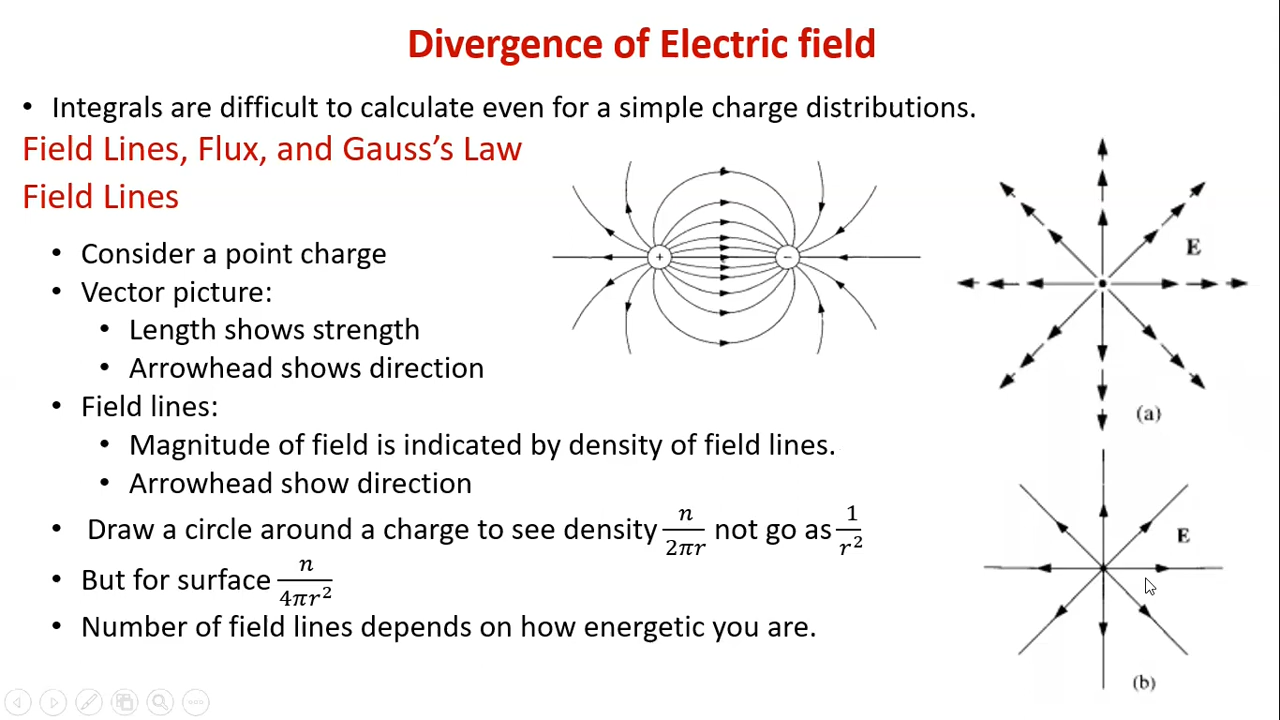 Divergence of Electric field
• Integrals are difficult to calculate even for a simple charge distributions.
Field Lines, Flux, and Gauss's Law
Field Lines
• Consider a point charge
• Vector picture:
• Length shows strength
• Arrowhead shows direction
• Field lines:
• Magnitude of field is indicated by density of field lines.
• Arrowhead show direction
• Draw a circle around a charge to see density n/2πr not go as 1/r²
• But for surface n/4πr²
• Number of field lines depends on how energetic you are.
+ −
E
(a)
E
(b)